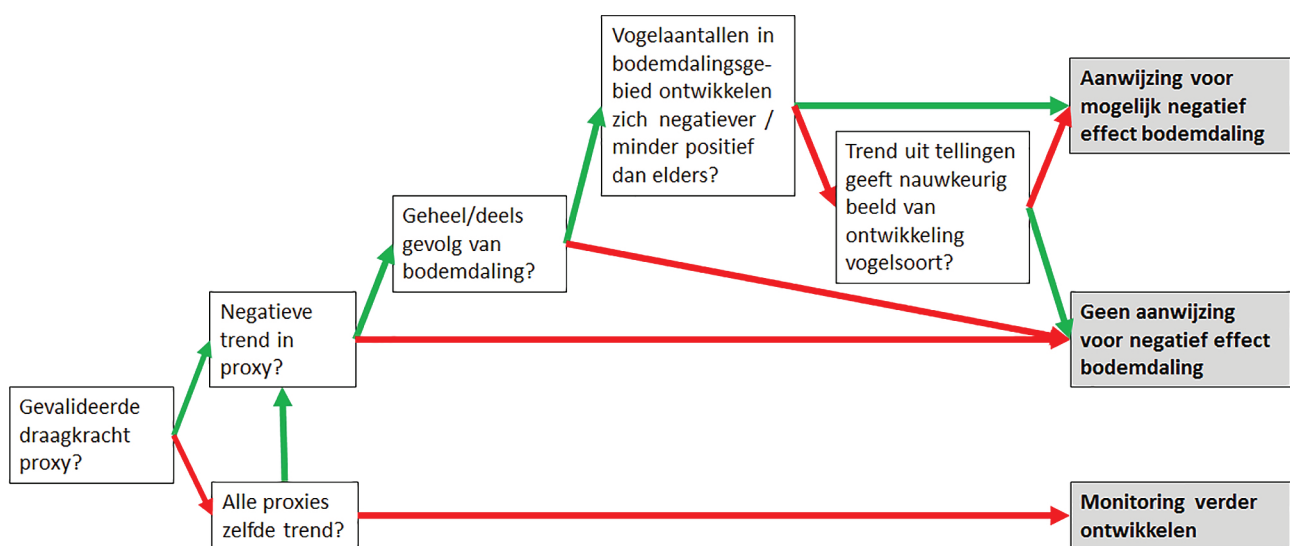 Vogelaantallen in
bodemdalingsge-
bied ontwikkelen
zich negatiever /
minder positief
dan elders?
Aanwijzing voor
mogelijk negatief
effect bodemdaling
Trend uit tellingen
geeft nauwkeurig
beeld van
ontwikkeling
vogelsoort?
Geheel/deels
gevolg van
bodemdaling?
Negatieve
trend in
proxy?
Geen aanwijzing
voor negatief effect
bodemdaling
Gevalideerde
draagkracht
proxy?
Alle proxies
zelfde trend?
Monitoring verder
ontwikkelen